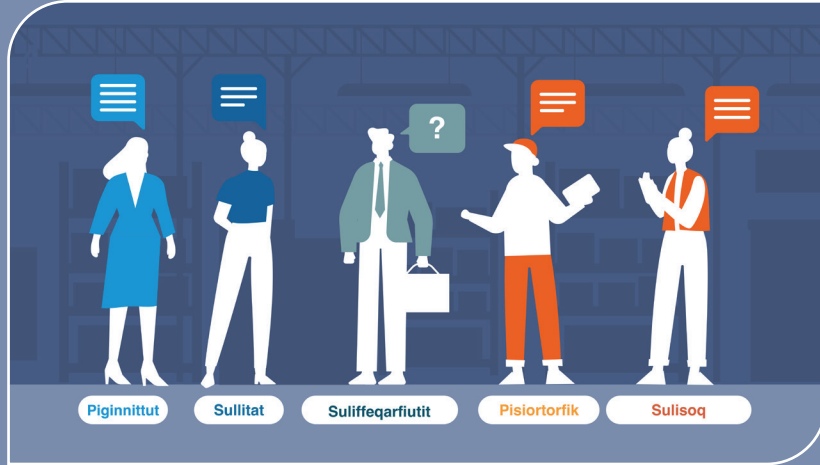 ?
Piginnittut
Sullitat
Suliffeqarfiutit
Pisiortorfik
Sulisoq